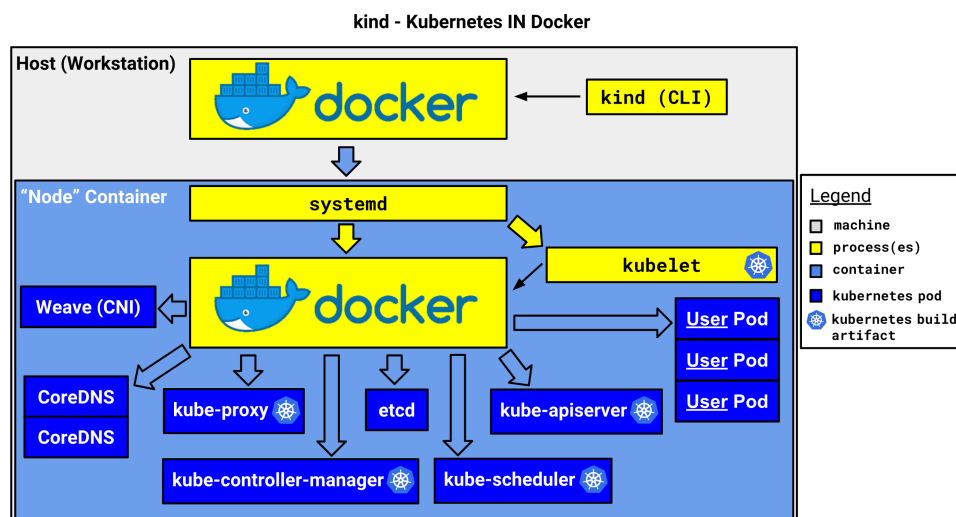 kind - Kubernetes IN Docker
Host (Workstation)
docker
kind (CLI)
“Node” Container
systemd
kubelet
docker
Weave (CNI)
User Pod
User Pod
User Pod
CoreDNS
CoreDNS
kube-proxy
etcd
kube-apiserver
kube-controller-manager
kube-scheduler
Legend
machine
process(es)
container
kubernetes pod
kubernetes build
artifact